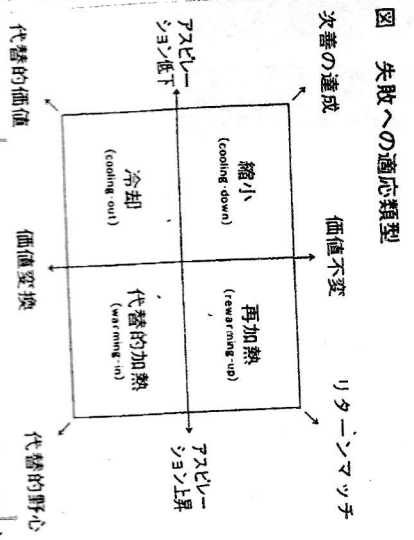 図 失敗への適応類型
次善の達成
価値不変
リターンマッチ
縮小
(cooling-down)
再加熱
(rewarming-up)
アスピレー
ション低下
アスピレー
ション上昇
冷却
(cooling-out)
代替的加熱
(warming-in)
代替的価値
価値変換
代替的野心